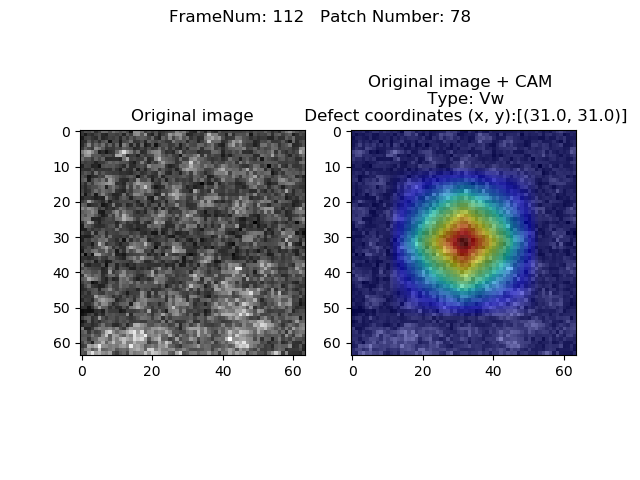 FrameNum: 112   Patch Number: 78
Original image
Original image + CAM
Type: Vw
Defect coordinates (x, y):[(31.0, 31.0)]
0
10
20
30
40
50
60
0 20 40 60
0
10
20
30
40
50
60
0 20 40 60